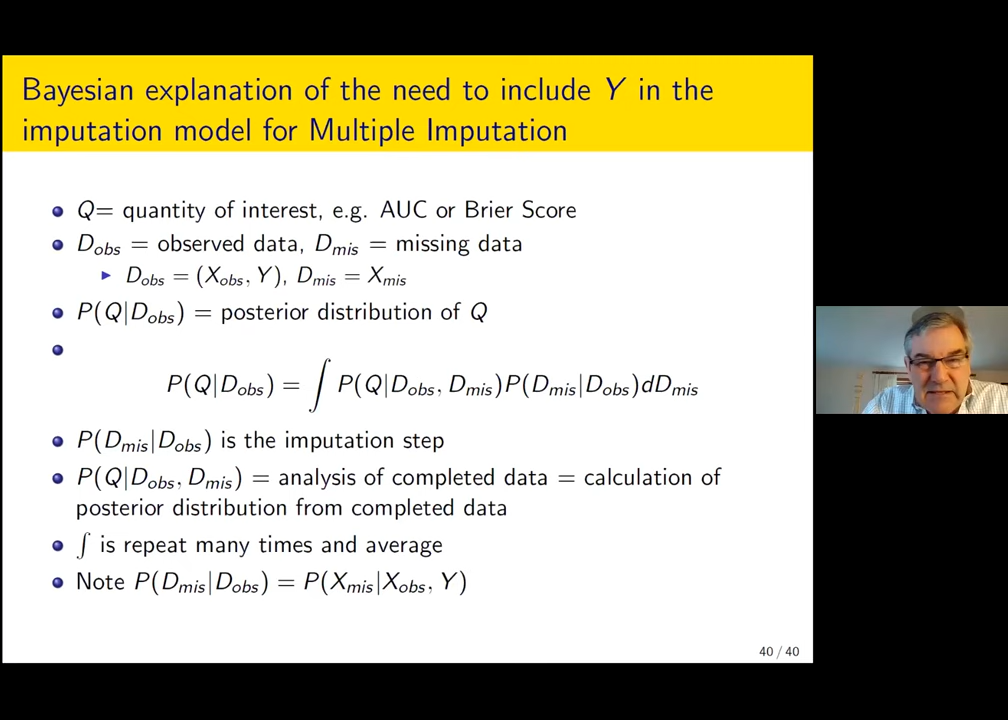 Bayesian explanation of the need to include Y in the
imputation model for Multiple Imputation
Q= quantity of interest, e.g. AUC or Brier Score
D_obs = observed data, D_mis = missing data
D_obs = (X_obs, Y), D_mis = X_mis
P(Q|D_obs) = posterior distribution of Q
P(Q|D_obs) = ∫ P(Q|D_obs, D_mis)P(D_mis|D_obs)dD_mis
P(D_mis|D_obs) is the imputation step
P(Q|D_obs, D_mis) = analysis of completed data = calculation of
posterior distribution from completed data
∫ is repeat many times and average
Note P(D_mis|D_obs) = P(X_mis|X_obs, Y)
40 / 40